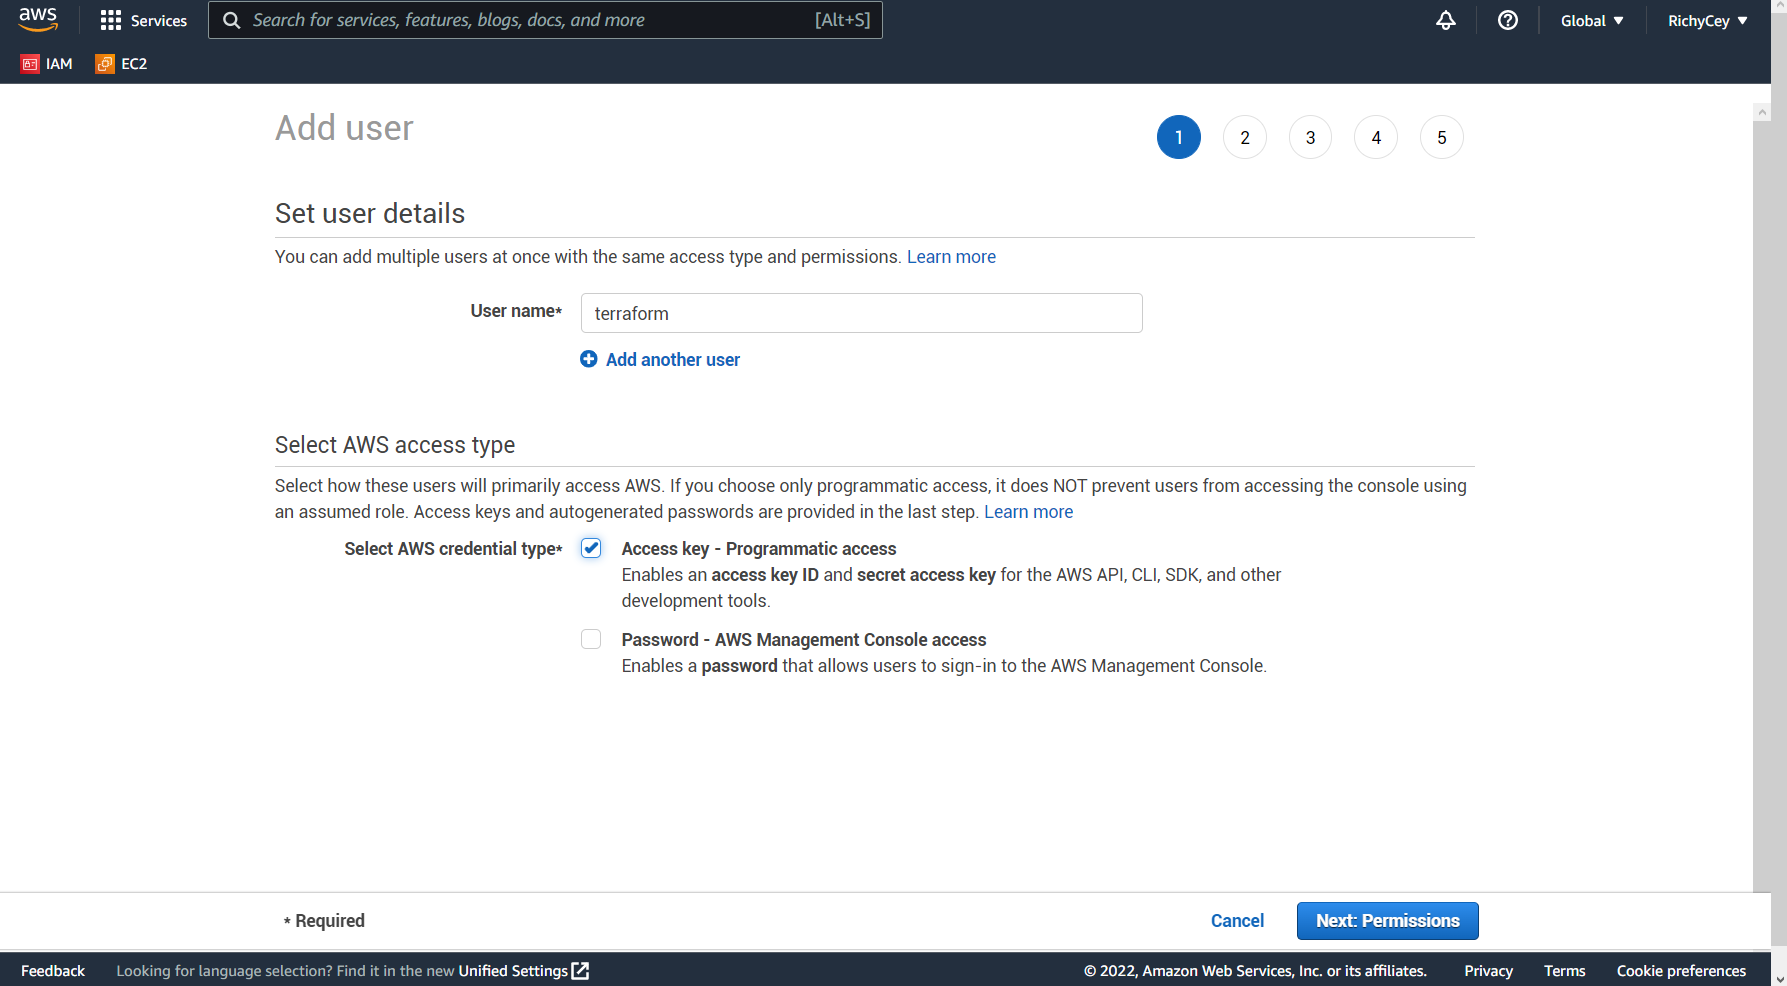 aws
Services
Search for services, features, blogs, docs, and more
[Alt+S]
Global
RichyCey
IAM
EC2
Add user
1
2
3
4
5
Set user details
You can add multiple users at once with the same access type and permissions. Learn more
User name*
terraform
Add another user
Select AWS access type
Select how these users will primarily access AWS. If you choose only programmatic access, it does NOT prevent users from accessing the console using
an assumed role. Access keys and autogenerated passwords are provided in the last step. Learn more
Select AWS credential type*
Access key - Programmatic access
Enables an access key ID and secret access key for the AWS API, CLI, SDK, and other
development tools.
Password - AWS Management Console access
Enables a password that allows users to sign-in to the AWS Management Console.
* Required
Cancel
Next: Permissions
Feedback
Looking for language selection? Find it in the new Unified Settings
© 2022, Amazon Web Services, Inc. or its affiliates.
Privacy
Terms
Cookie preferences